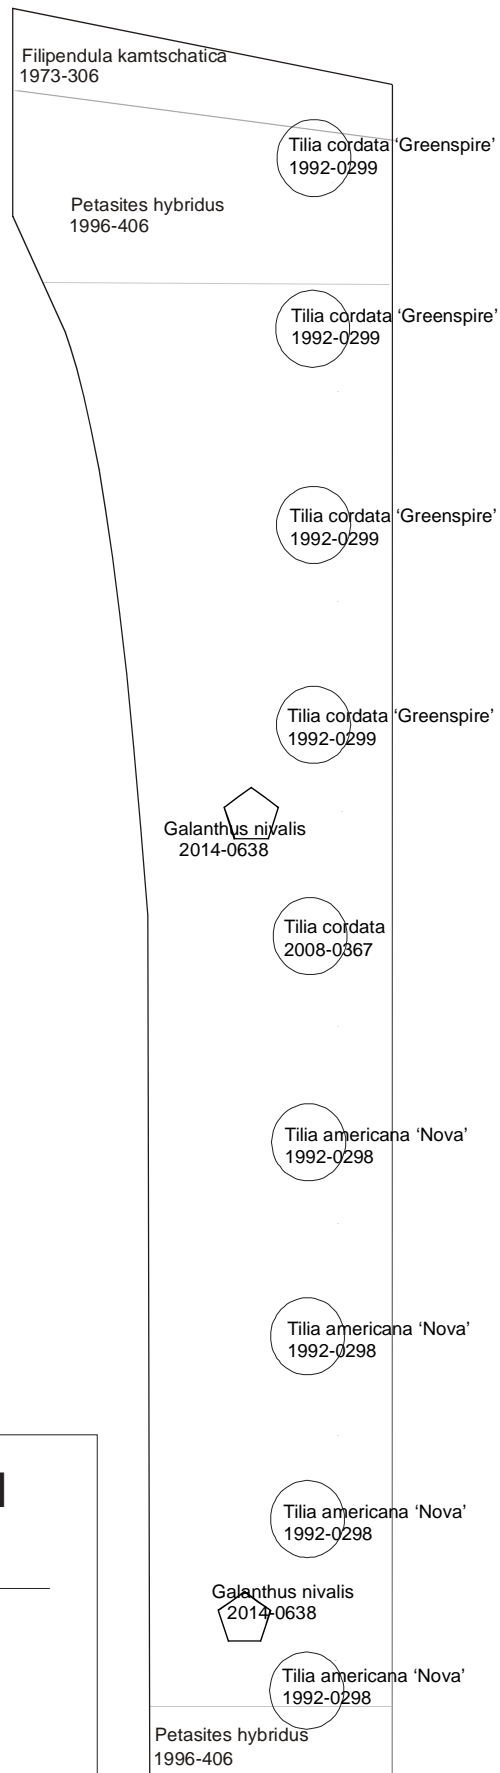 Filipendula kamtschatica
1973-306
Tilia cordata ‘Greenspire’
1992-0299
Petasites hybridus
1996-406
Tilia cordata ‘Greenspire’
1992-0299
Tilia cordata ‘Greenspire’
1992-0299
Tilia cordata ‘Greenspire’
1992-0299
Galanthus nivalis
2014-0638
Tilia cordata
2008-0367
Tilia americana ‘Nova’
1992-0298
Tilia americana ‘Nova’
1992-0298
Tilia americana ‘Nova’
1992-0298
Galanthus nivalis
2014-0638
Tilia americana ‘Nova’
1992-0298
Petasites hybridus
1996-406